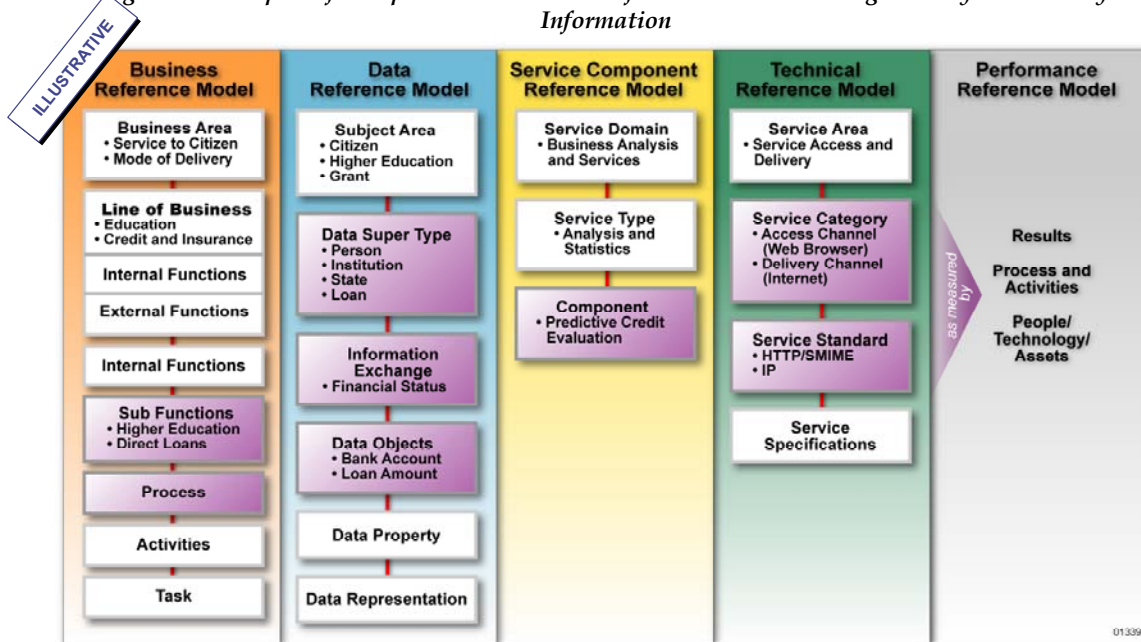 Information
ILLUSTRATIVE
Business
Reference Model
Business Area
• Service to Citizen
• Mode of Delivery
Line of Business
• Education
• Credit and Insurance
Internal Functions
External Functions
Internal Functions
Sub Functions
• Higher Education
• Direct Loans
Process
Activities
Task
Data
Reference Model
Subject Area
• Citizen
• Higher Education
- Grant
Data Super Type
• Person
• Institution
• State
• Loan
Information
Exchange
• Financial Status
Data Objects
• Bank Account
• Loan Amount
Data Property
Data Representation
Service Component
Reference Model
Service Domain
• Business Analysis
and Services
Service Type
• Analysis and
Statistics
Component
• Predictive Credit
Evaluation
Technical
Reference Model
Service Area
• Service Access and
Delivery
Service Category
• Access Channel
(Web Browser)
• Delivery Channel
(Internet)
Service Standard
• HTTP/SMIME
• IP
Service
Specifications
Performance
Reference Model
as measured
by
Results
Process and
Activities
People/
Technology/
Assets
01339